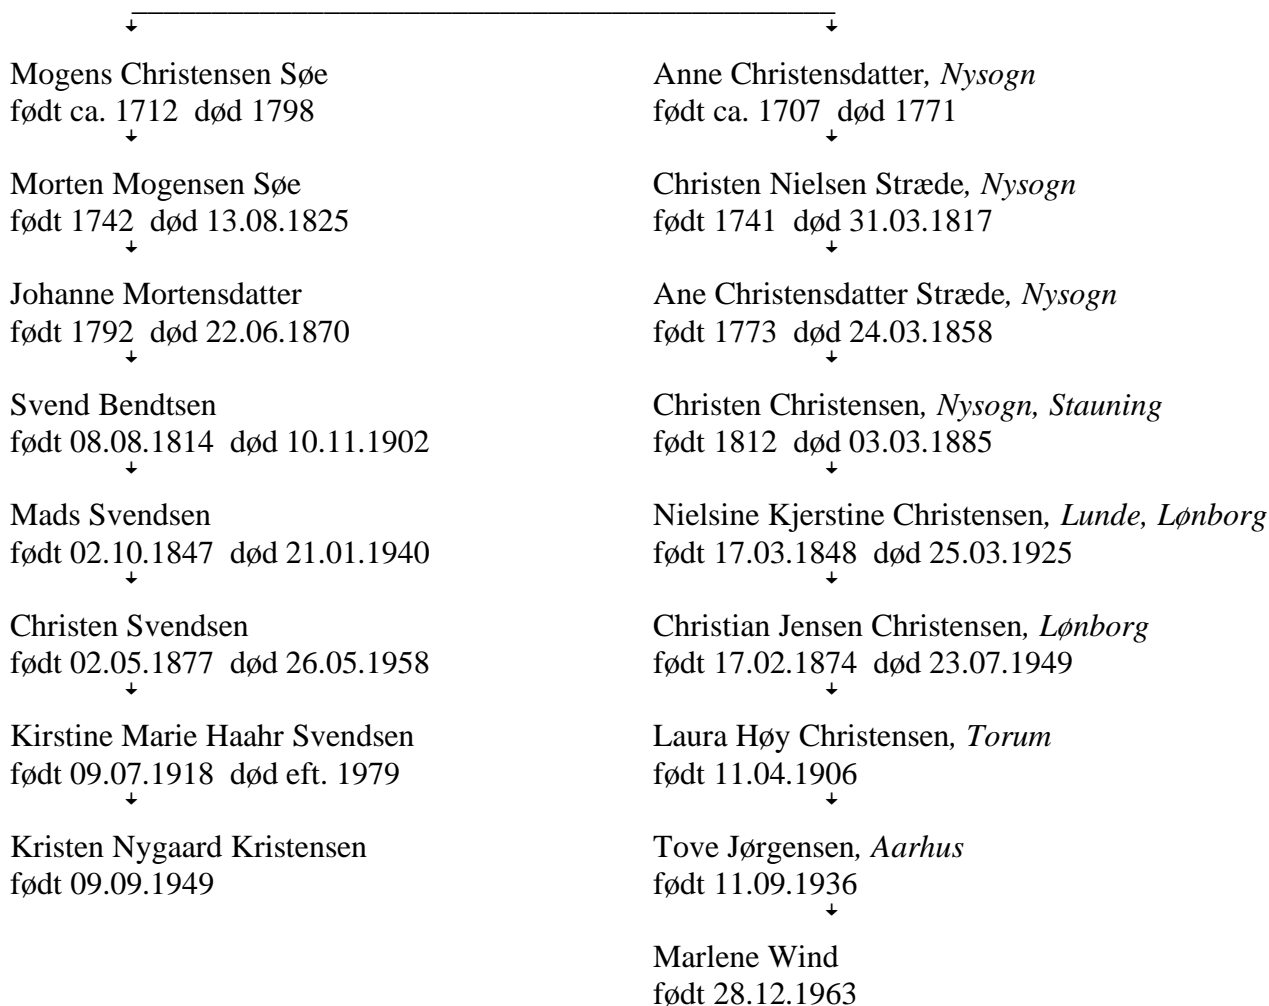 Mogens Christensen Søe
født ca. 1712 død 1798
Morten Mogensen Søe
født 1742 død 13.08.1825
Johanne Mortensdatter
født 1792 død 22.06.1870
Svend Bendtsen
født 08.08.1814 død 10.11.1902
Mads Svendsen
født 02.10.1847 død 21.01.1940
Christen Svendsen
født 02.05.1877 død 26.05.1958
Kirstine Marie Haahr Svendsen
født 09.07.1918 død eft. 1979
Kristen Nygaard Kristensen
født 09.09.1949
Anne Christensdatter, Nysogn
født ca. 1707 død 1771
Christen Nielsen Stræde, Nysogn
født 1741 død 31.03.1817
Ane Christensdatter Stræde, Nysogn
født 1773 død 24.03.1858
Christen Christensen, Nysogn, Stauning
født 1812 død 03.03.1885
Nielsine Kjerstine Christensen, Lunde, Lønborg
født 17.03.1848 død 25.03.1925
Christian Jensen Christensen, Lønborg
født 17.02.1874 død 23.07.1949
Laura Høy Christensen, Torum
født 11.04.1906
Tove Jørgensen, Aarhus
født 11.09.1936
Marlene Wind
født 28.12.1963